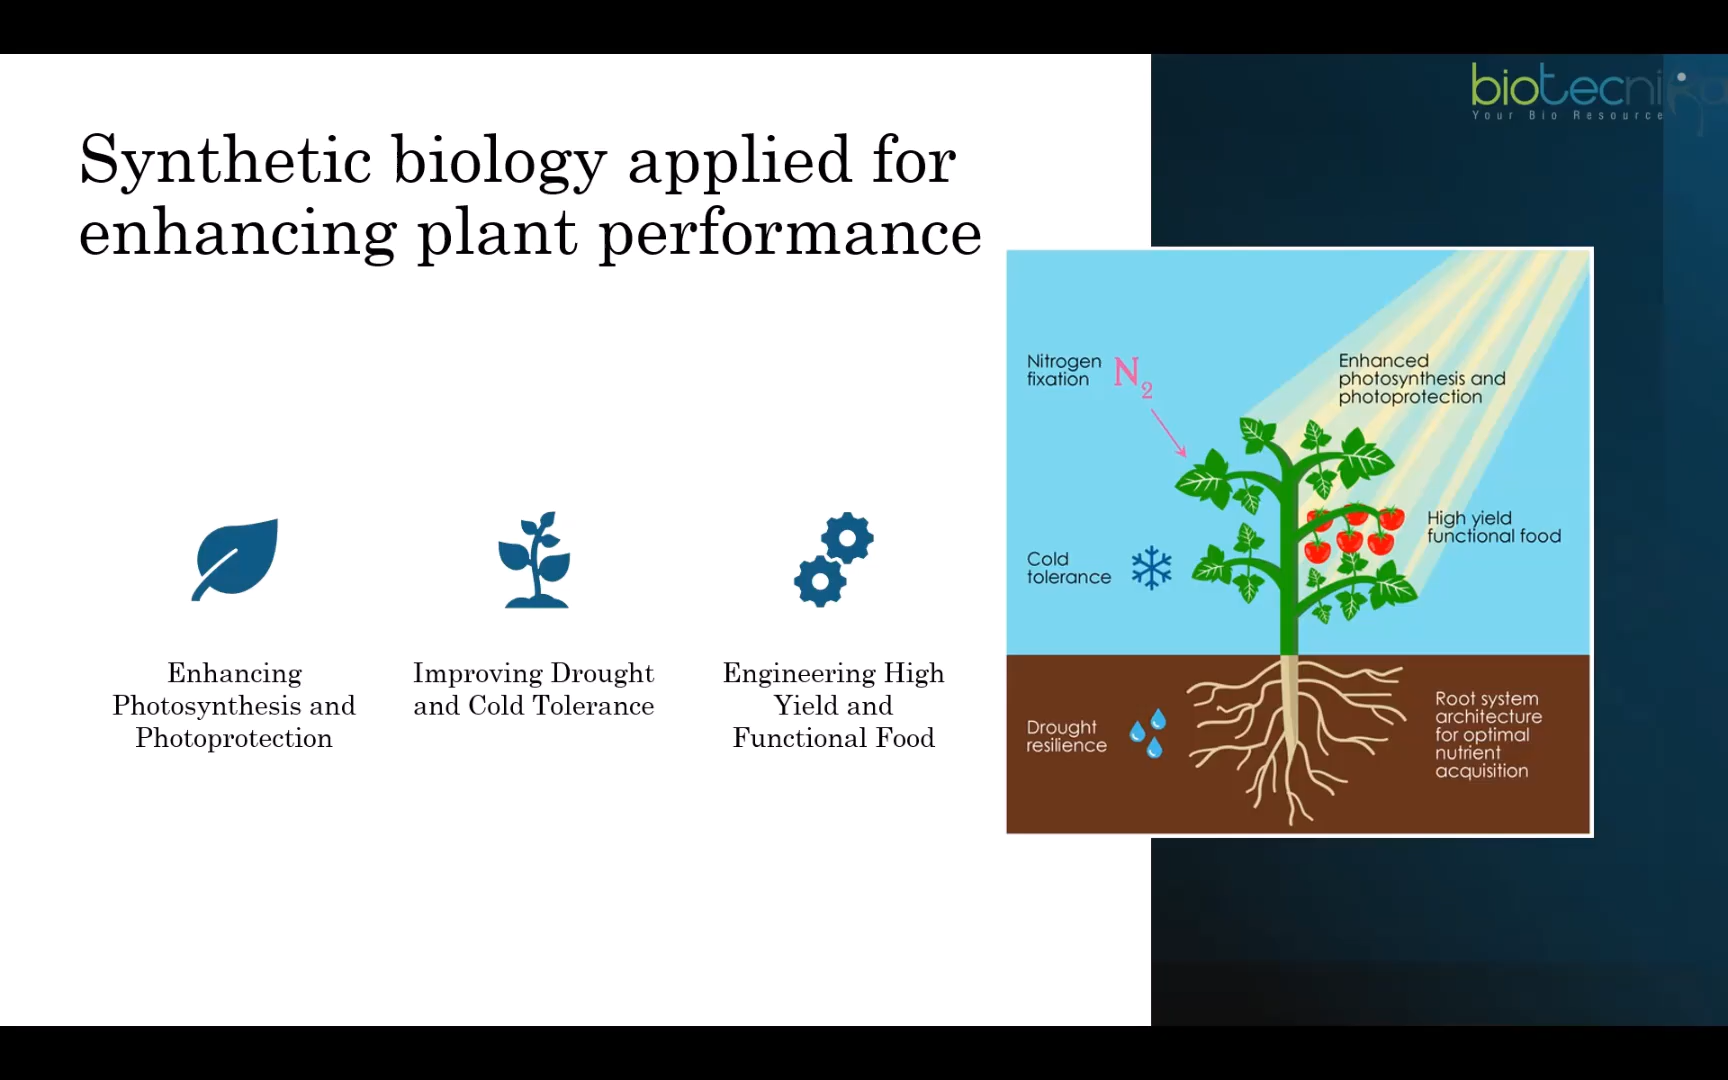 biotecnika
Your Bio Resource
Synthetic biology applied for
enhancing plant performance
Enhancing
Photosynthesis and
Photoprotection
Improving Drought
and Cold Tolerance
Engineering High
Yield and
Functional Food
Nitrogen
fixation
N2
Enhanced
photosynthesis and
photoprotection
Cold
tolerance
High yield
functional food
Drought
resilience
Root system
architecture
for optimal
nutrient
acquisition